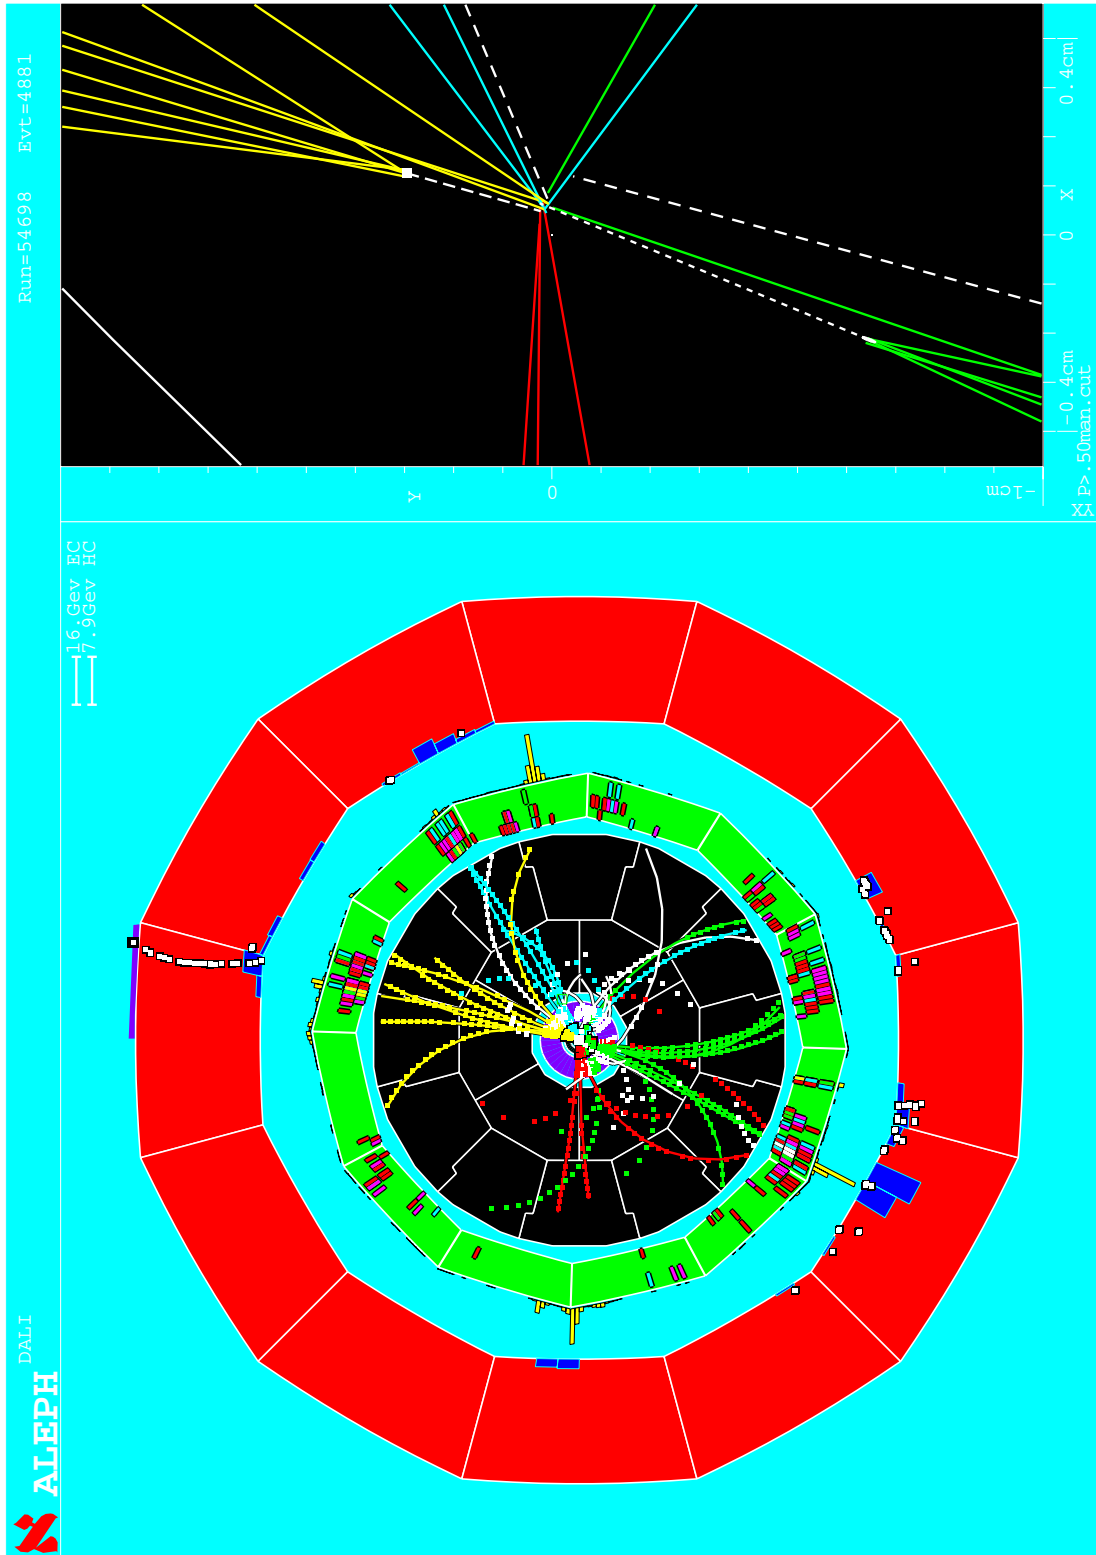 ALEPH DALI Run=54698 Evt=4881
16.Gev EC
7.9Gev HC
Y
0
-1cm
|-0.4cm 0 X 0.4cm|
XY P>.50man.cut